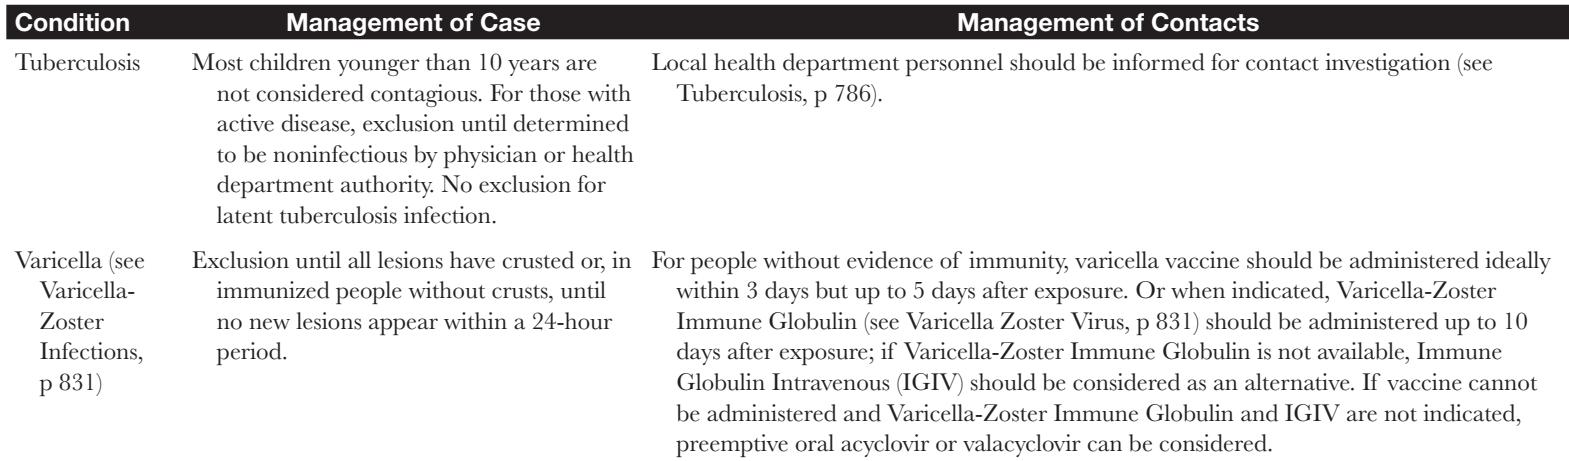 Condition Management of Case Management of Contacts
Tuberculosis
Most children younger than 10 years are
not considered contagious. For those with
active disease, exclusion until determined
to be noninfectious by physician or health
department authority. No exclusion for
latent tuberculosis infection.
Local health department personnel should be informed for contact investigation (see
Tuberculosis, p 786).
Varicella (see
Varicella-
Zoster
Infections,
p 831)
Exclusion until all lesions have crusted or, in
immunized people without crusts, until
no new lesions appear within a 24-hour
period.
For people without evidence of immunity, varicella vaccine should be administered ideally
within 3 days but up to 5 days after exposure. Or when indicated, Varicella-Zoster
Immune Globulin (see Varicella Zoster Virus, p 831) should be administered up to 10
days after exposure; if Varicella-Zoster Immune Globulin is not available, Immune
Globulin Intravenous (IGIV) should be considered as an alternative. If vaccine cannot
be administered and Varicella-Zoster Immune Globulin and IGIV are not indicated,
preemptive oral acyclovir or valacyclovir can be considered.